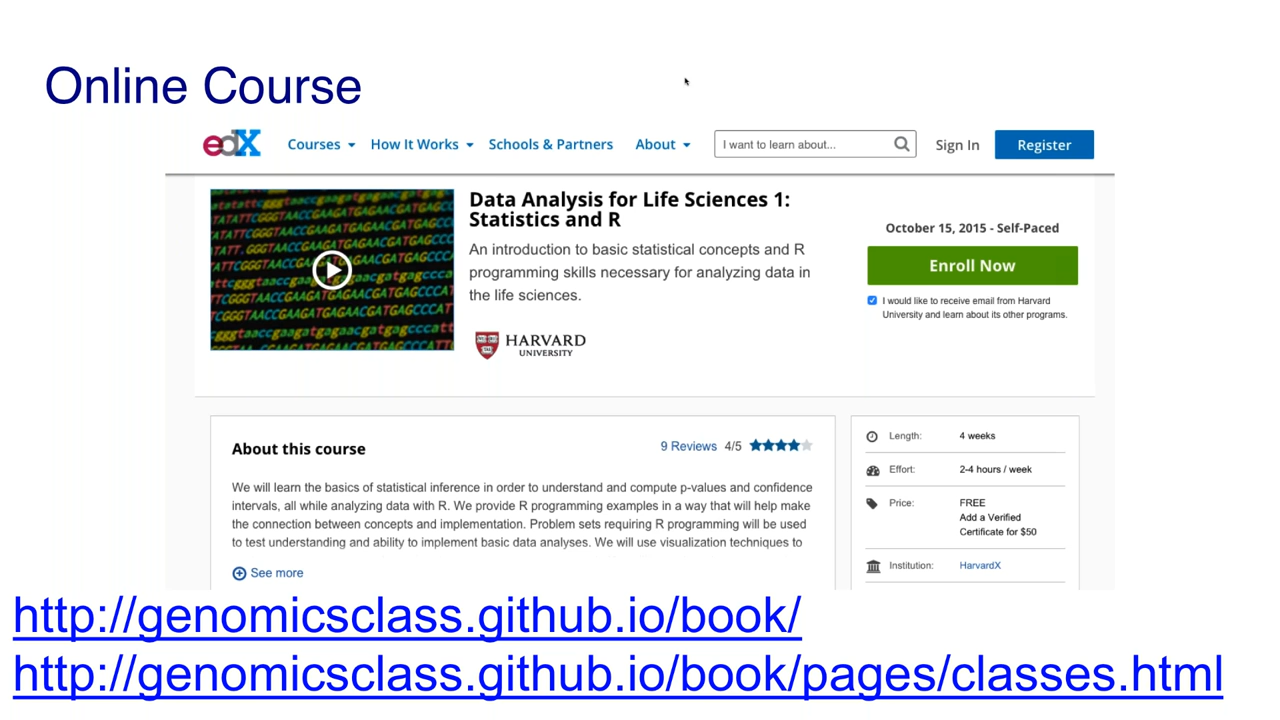 Online Course
edX
Courses
How It Works
Schools & Partners
About
I want to learn about...
Sign In
Register
Data Analysis for Life Sciences 1:
Statistics and R
An introduction to basic statistical concepts and R
programming skills necessary for analyzing data in
the life sciences.
HARVARD
UNIVERSITY
October 15, 2015 - Self-Paced
Enroll Now
I would like to receive email from Harvard
University and learn about its other programs.
About this course
9 Reviews 4/5
We will learn the basics of statistical inference in order to understand and compute p-values and confidence
intervals, all while analyzing data with R. We provide R programming examples in a way that will help make
the connection between concepts and implementation. Problem sets requiring R programming will be used
to test understanding and ability to implement basic data analyses. We will use visualization techniques to
See more
Length: 4 weeks
Effort: 2-4 hours / week
Price: FREE
Add a Verified
Certificate for $50
Institution: HarvardX
http://genomicsclass.github.io/book/
http://genomicsclass.github.io/book/pages/classes.html